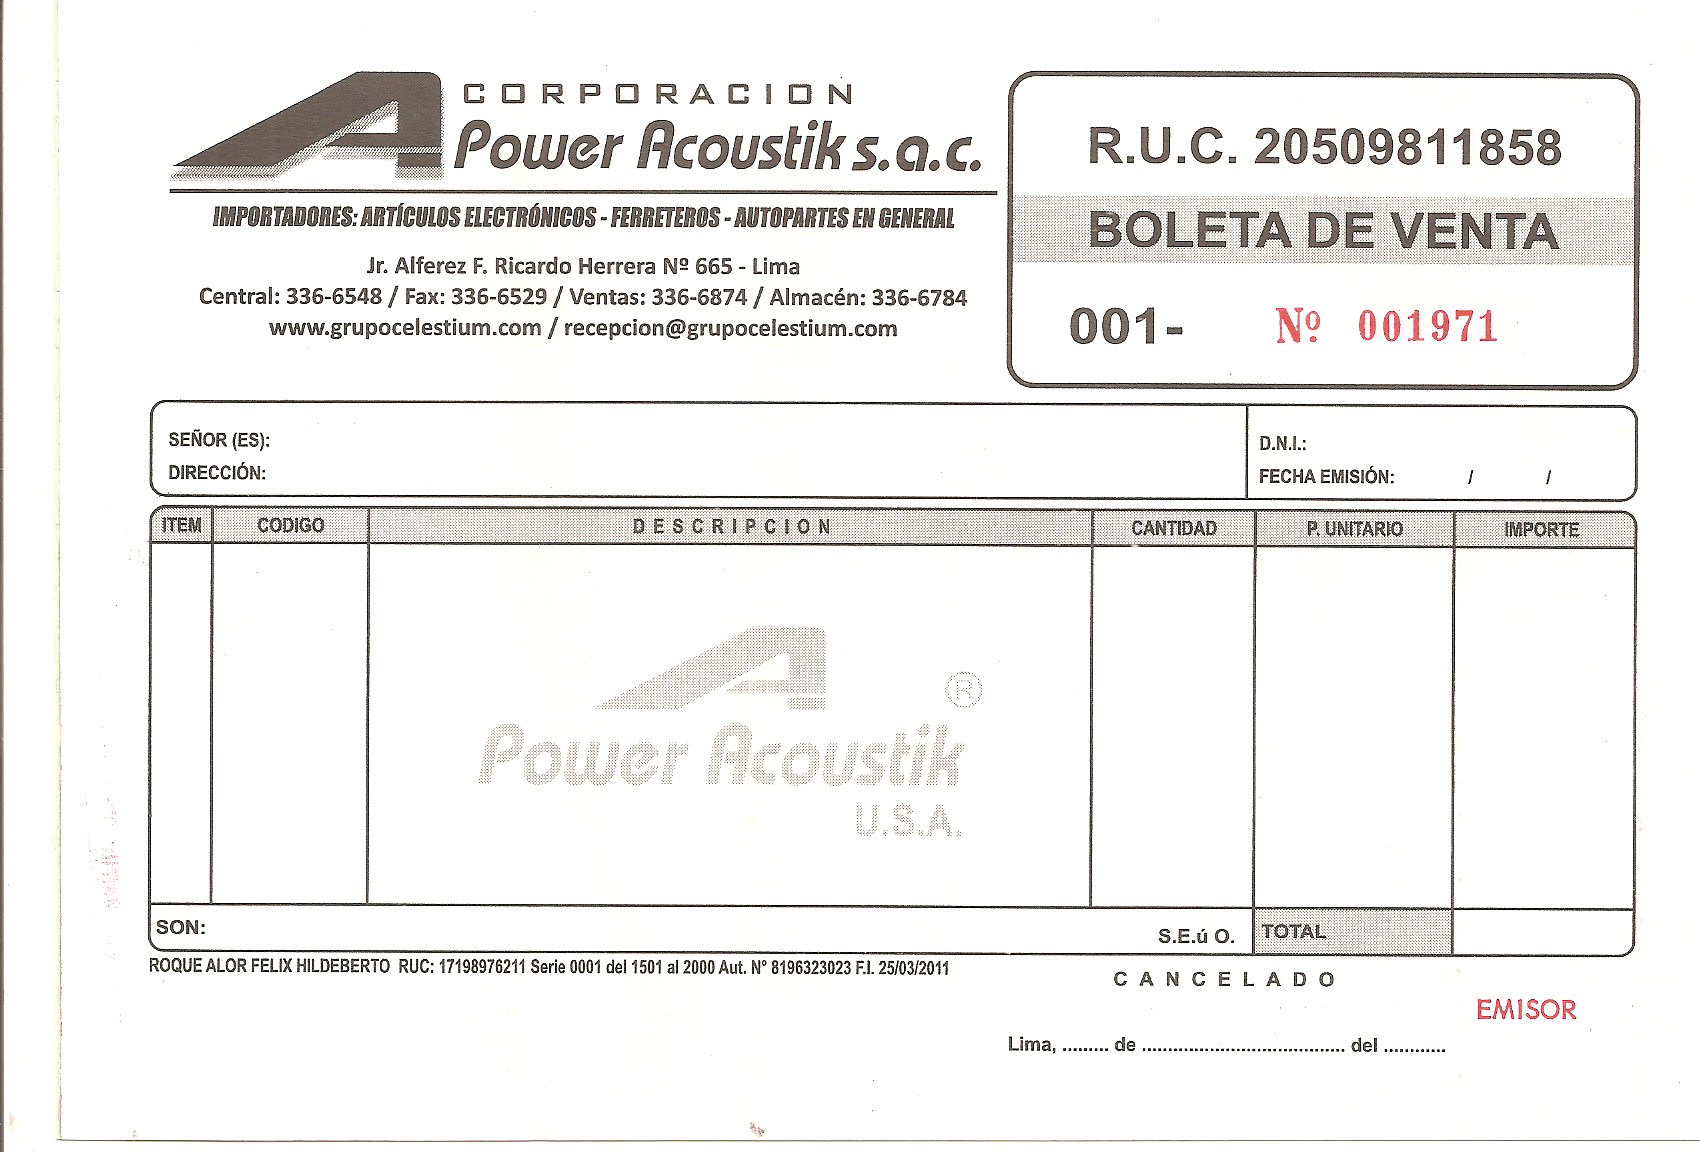 CORPORACION
Power Acoustik s.a.c.
IMPORTADORES: ARTÍCULOS ELECTRÓNICOS - FERRETEROS - AUTOPARTES EN GENERAL
Jr. Alferez F. Ricardo Herrera Nº 665 - Lima
Central: 336-6548 / Fax: 336-6529 / Ventas: 336-6874 / Almacén: 336-6784
www.grupocelestium.com / recepcion@grupocelestium.com
R.U.C. 20509811858
BOLETA DE VENTA
001- Nº 001971
SEÑOR (ES):
DIRECCIÓN:
D.N.I.:
FECHA EMISIÓN: / /
ITEM CODIGO DESCRIPCION CANTIDAD P. UNITARIO IMPORTE
®
Power Acoustik
U.S.A.
SON: S.E.ú O. TOTAL
ROQUE ALOR FELIX HILDEBERTO RUC: 17198976211 Serie 0001 del 1501 al 2000 Aut. N° 8196323023 F.I. 25/03/2011
CANCELADO
EMISOR
Lima, ......... de ....................................... del ............